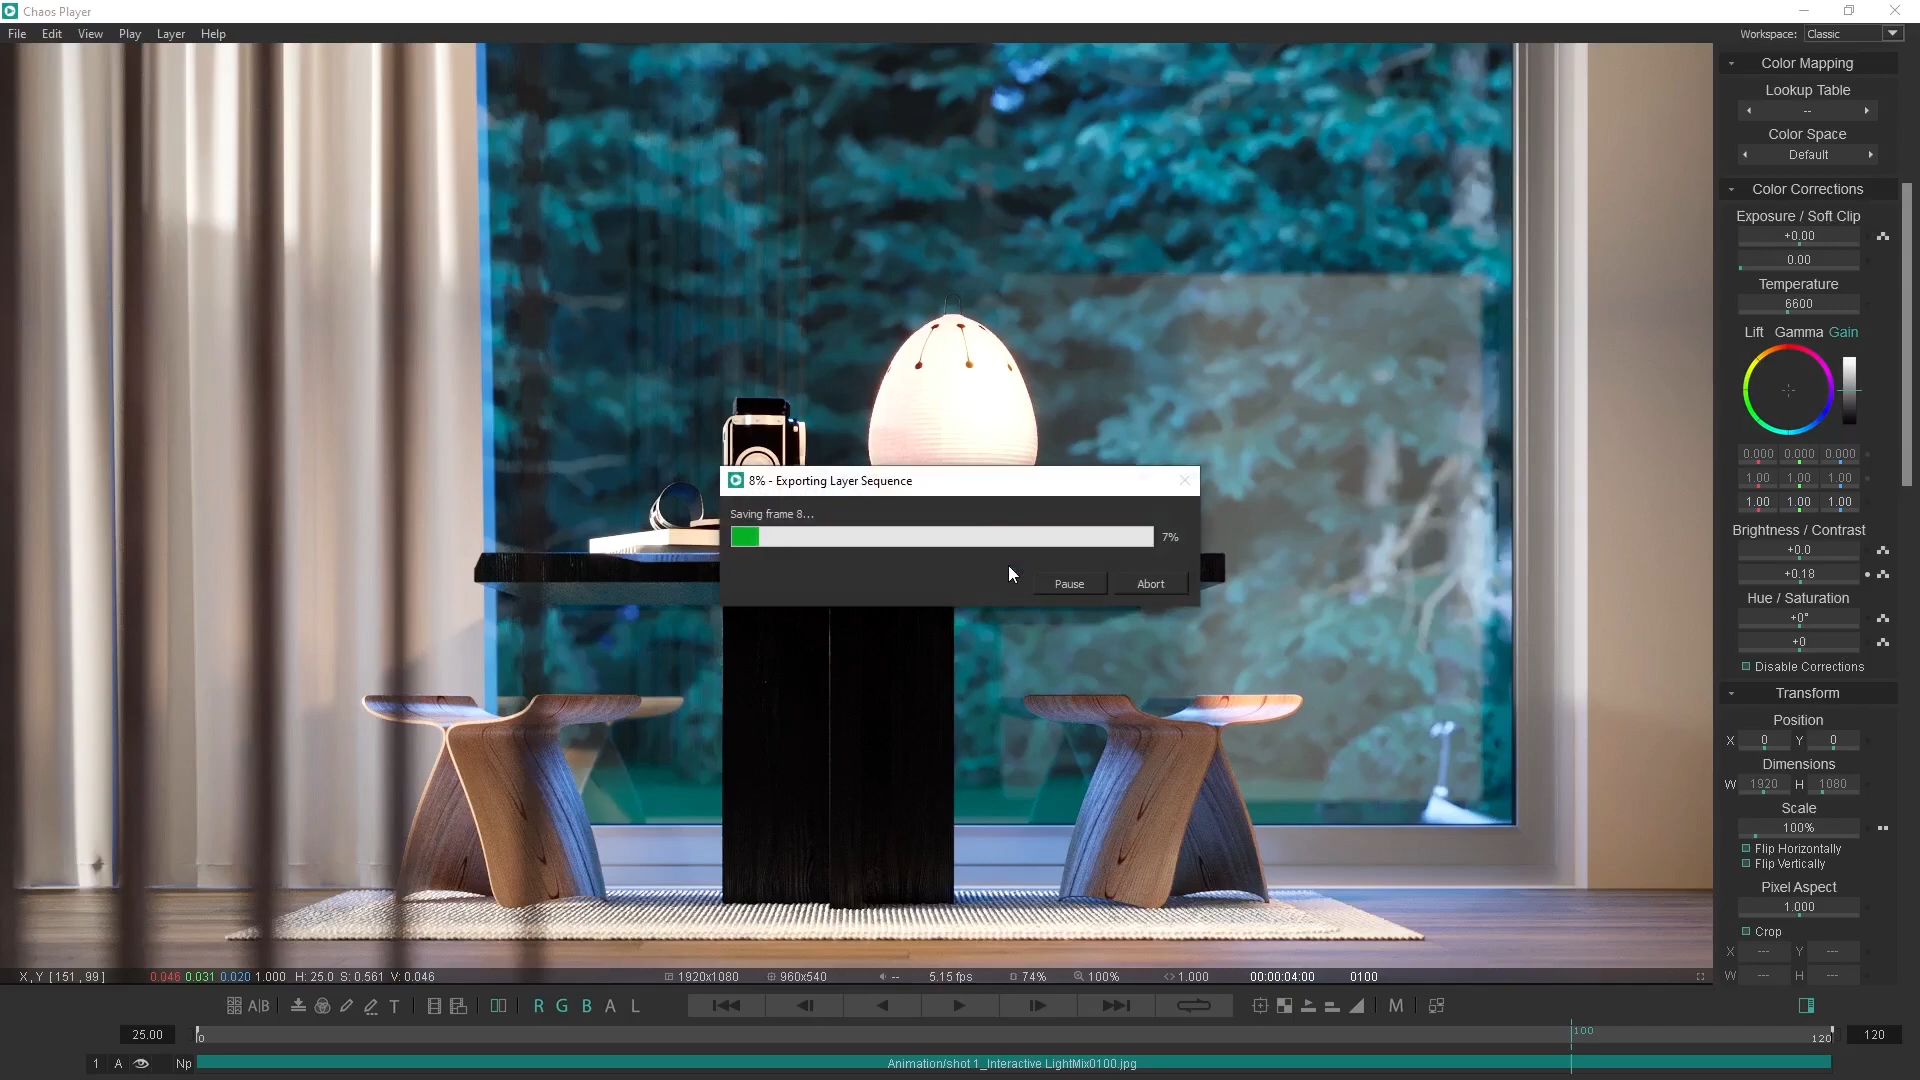 Chaos Player
File Edit View Play Layer Help
Workspace: Classic
Color Mapping
Lookup Table
--
Color Space
Default
Color Corrections
Exposure / Soft Clip
+0.00
0.00
Temperature
6600
Lift Gamma Gain
0.000 0.000 0.000
1.00 1.00 1.00
1.00 1.00 1.00
Brightness / Contrast
+0.0
+0.18
Hue / Saturation
+0°
+0
Disable Corrections
Transform
Position
X 0 Y 0
Dimensions
W 1920 H 1080
Scale
100%
Flip Horizontally
Flip Vertically
Pixel Aspect
1.000
Crop
X --- Y ---
W --- H ---
8% - Exporting Layer Sequence
Saving frame 8...
7%
Pause Abort
X,Y [151,99] 0.046 0.031 0.020 1.000 H: 25.0 S: 0.561 V: 0.046 1920x1080 960x540 -- 5.15 fps 74% 100% 1.000 00:00:04:00 0100
A|B T R G B A L M
25.00 0 100 120 120
1 A Np Animation/shot 1_Interactive LightMix0100.jpg